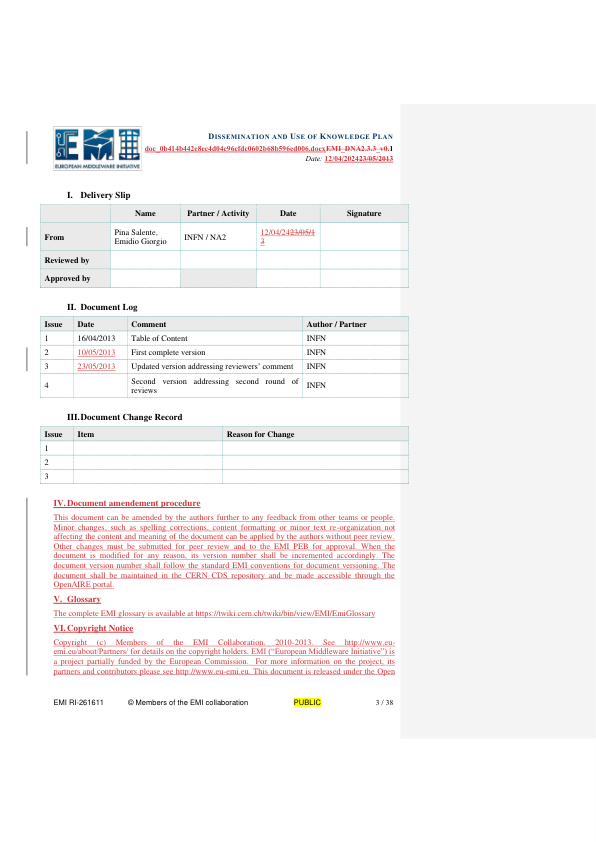 EMI
EUROPEAN MIDDLEWARE INITIATIVE
DISSEMINATION AND USE OF KNOWLEDGE PLAN
doc_0b414b442c8cc4d04c96cfdc0602b68b596ed006.docxEMI_DNA2.3.3_v0.1
Date: 12/04/202423/05/2013
I. Delivery Slip
Name Partner / Activity Date Signature
From Pina Salente, Emidio Giorgio INFN / NA2 12/04/2423/05/13
Reviewed by
Approved by
II. Document Log
Issue Date Comment Author / Partner
1 16/04/2013 Table of Content INFN
2 10/05/2013 First complete version INFN
3 23/05/2013 Updated version addressing reviewers' comment INFN
4 Second version addressing second round of reviews INFN
III. Document Change Record
Issue Item Reason for Change
1
2
3
IV. Document amendement procedure
This document can be amended by the authors further to any feedback from other teams or people.
Minor changes, such as spelling corrections, content formatting or minor text re-organization not
affecting the content and meaning of the document can be applied by the authors without peer review.
Other changes must be submitted for peer review and to the EMI PEB for approval. When the
document is modified for any reason, its version number shall be incremented accordingly. The
document version number shall follow the standard EMI conventions for document versioning. The
document shall be maintained in the CERN CDS repository and be made accessible through the
OpenAIRE portal.
V. Glossary
The complete EMI glossary is available at https://twiki.cern.ch/twiki/bin/view/EMI/EmiGlossary
VI. Copyright Notice
Copyright (c) Members of the EMI Collaboration. 2010-2013. See http://www.eu-
emi.eu/about/Partners/ for details on the copyright holders. EMI (“European Middleware Initiative”) is
a project partially funded by the European Commission. For more information on the project, its
partners and contributors please see http://www.eu-emi.eu. This document is released under the Open
EMI RI-261611 © Members of the EMI collaboration PUBLIC 3 / 38